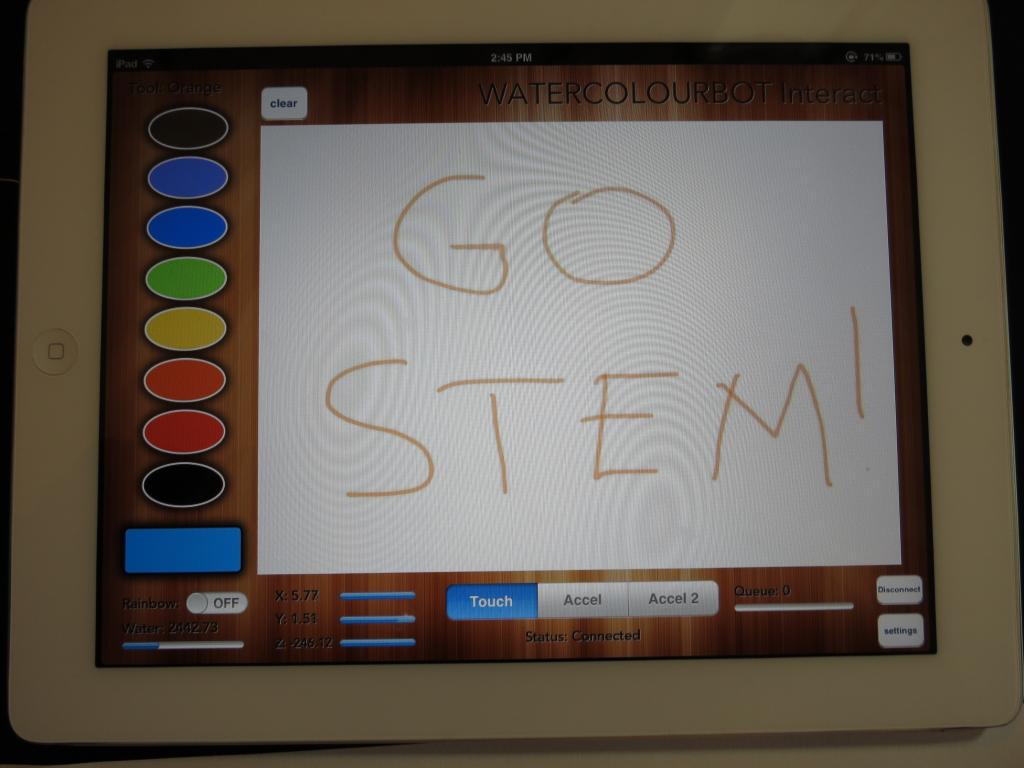 iPad 2:45 PM 71%
Tool: Orange
clear
WATERCOLOURBOT Interact
GO
STEM!
Rainbow: OFF
Water: 2442.73
X: 5.77
Y: 1.51
Z: -246.12
Touch Accel Accel 2
Status: Connected
Queue: 0
Disconnect
settings